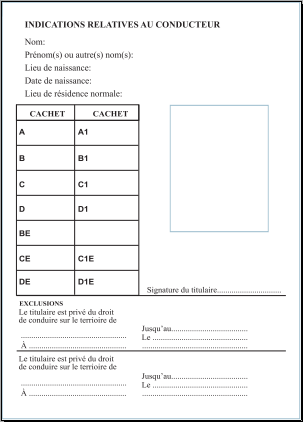 INDICATIONS RELATIVES AU CONDUCTEUR
Nom:
Prénom(s) ou autre(s) nom(s):
Lieu de naissance:
Date de naissance:
Lieu de résidence normale:
CACHET CACHET
A A1
B B1
C C1
D D1
BE
CE C1E
DE D1E
Signature du titulaire................................
EXCLUSIONS
Le titulaire est privé du droit
de conduire sur le terrioire de
Jusqu'au......................................
..................................................... Le ................................................
À ................................................. .....................................................
Le titulaire est privé du droit
de conduire sur le terrioire de
Jusqu'au......................................
..................................................... Le ................................................
À ................................................. .....................................................